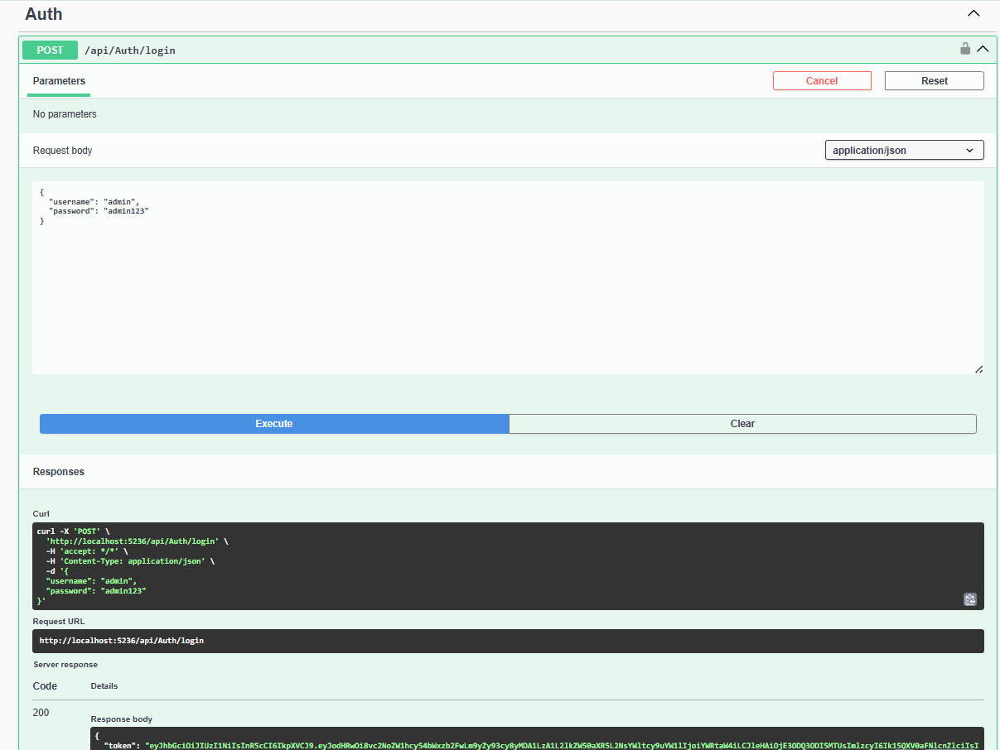 Auth
POST /api/Auth/login
Parameters
Cancel
Reset
No parameters
Request body
application/json
{
  "username": "admin",
  "password": "admin123"
}
Execute
Clear
Responses
Curl
curl -X 'POST' \
  'http://localhost:5236/api/Auth/login' \
  -H 'accept: */*' \
  -H 'Content-Type: application/json' \
  -d '{
  "username": "admin",
  "password": "admin123"
}'
Request URL
http://localhost:5236/api/Auth/login
Server response
Code Details
200
Response body
{
  "token":